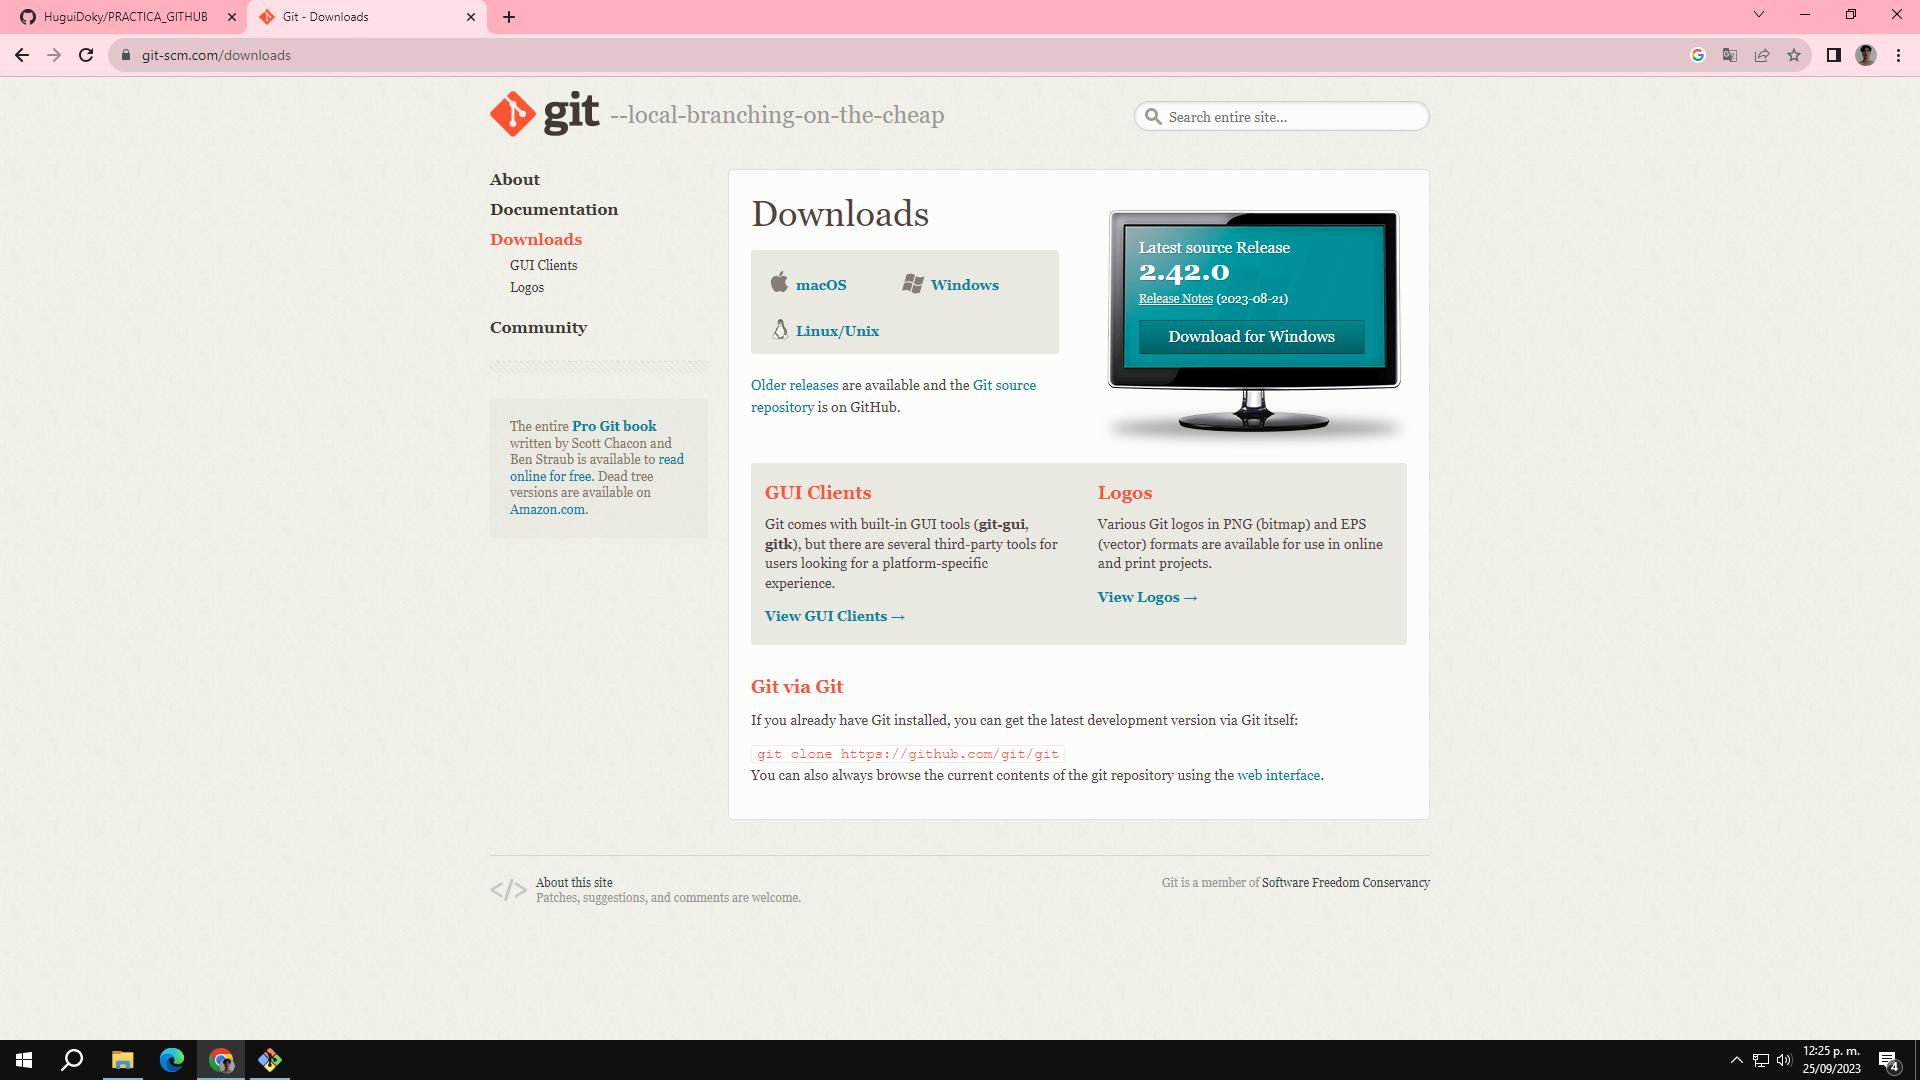 HuguiDoky/PRACTICA_GITHUB
Git - Downloads
git-scm.com/downloads
git --local-branching-on-the-cheap
Search entire site...
About
Documentation
Downloads
GUI Clients
Logos
Community
The entire Pro Git book
written by Scott Chacon and
Ben Straub is available to read
online for free. Dead tree
versions are available on
Amazon.com.
Downloads
macOS
Windows
Linux/Unix
Older releases are available and the Git source
repository is on GitHub.
Latest source Release
2.42.0
Release Notes (2023-08-21)
Download for Windows
GUI Clients
Git comes with built-in GUI tools (git-gui,
gitk), but there are several third-party tools for
users looking for a platform-specific
experience.
View GUI Clients →
Logos
Various Git logos in PNG (bitmap) and EPS
(vector) formats are available for use in online
and print projects.
View Logos →
Git via Git
If you already have Git installed, you can get the latest development version via Git itself:
git clone https://github.com/git/git
You can also always browse the current contents of the git repository using the web interface.
</>
About this site
Patches, suggestions, and comments are welcome.
Git is a member of Software Freedom Conservancy
12:25 p. m.
25/09/2023
4